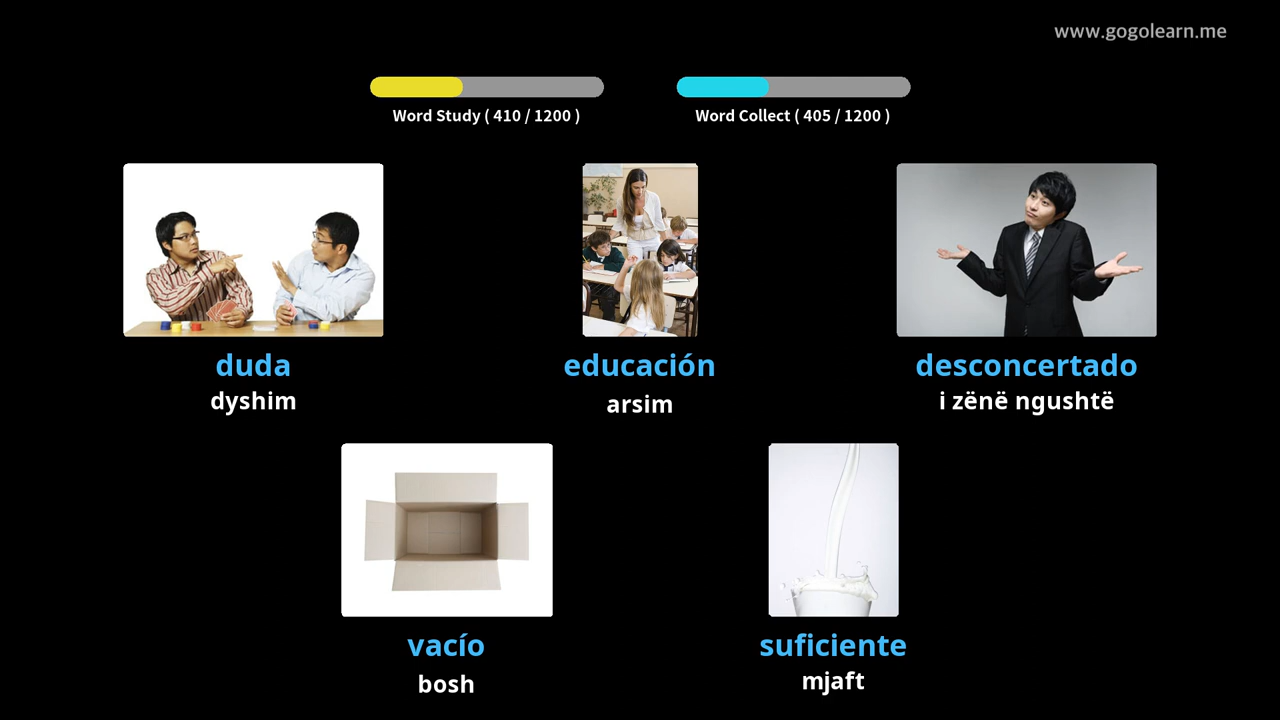 www.gogolearn.me
Word Study ( 410 / 1200 )
Word Collect ( 405 / 1200 )
duda
dyshim
educación
arsim
desconcertado
i zënë ngushtë
vacío
bosh
suficiente
mjaft